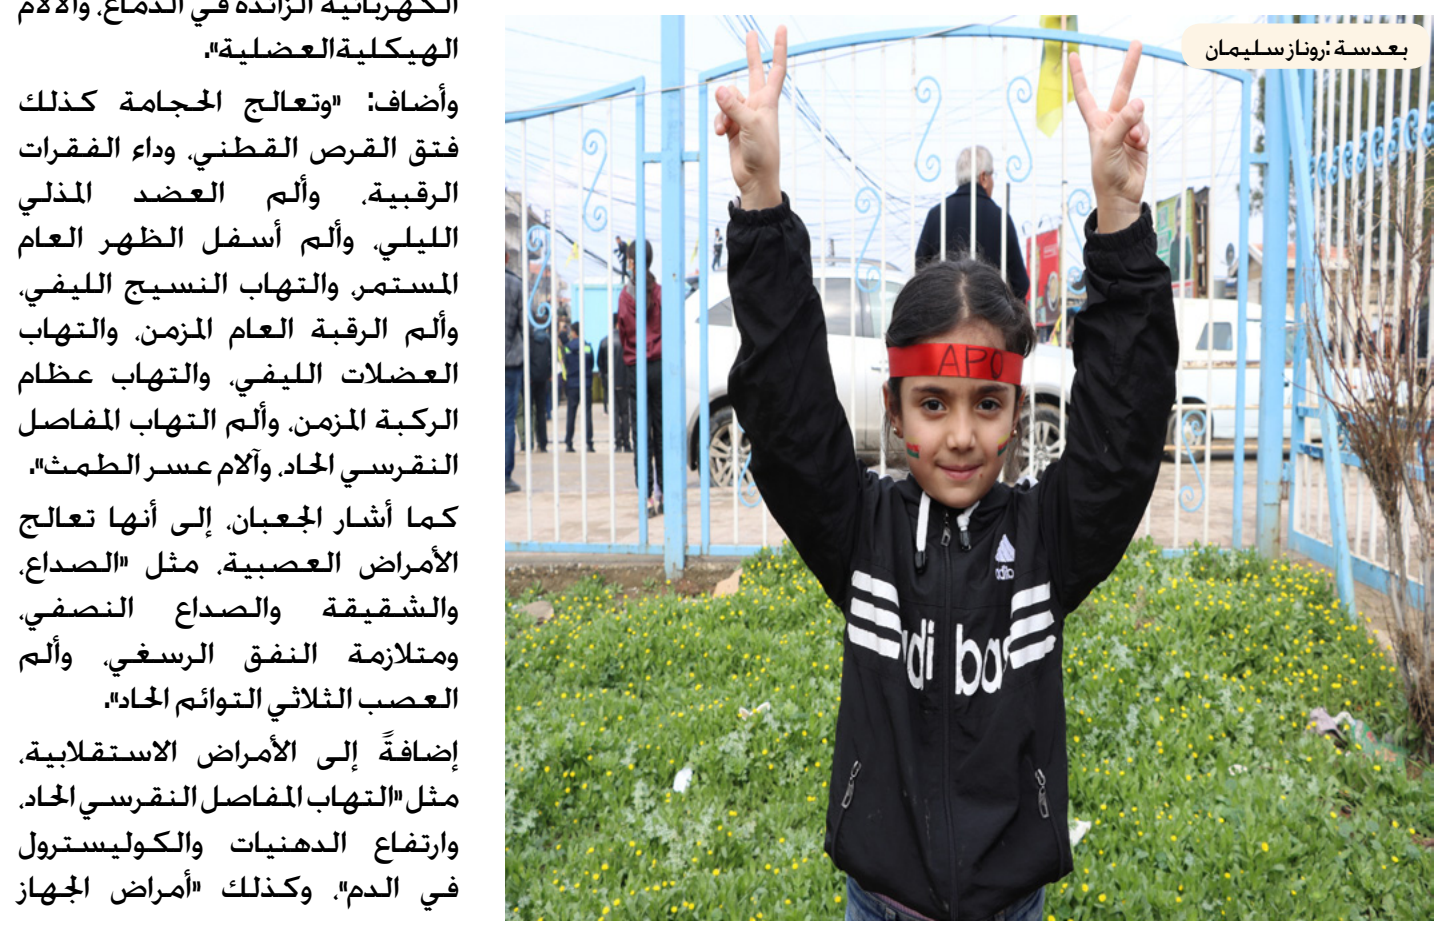 الكهربائية الزائدة في الدماغ، والآلام
الهيكلية العضلية".
وأضاف: "وتعالج الحجامة كذلك
فتق القرص القطني، وداء الفقرات
الرقبية، وألم العضد المذلي
الليلي، وألم أسفل الظهر العام
المستمر، والتهاب النسيج الليفي،
وألم الرقبة العام المزمن، والتهاب
العضلات الليفي، والتهاب عظام
الركبة المزمن، وألم التهاب المفاصل
النقرسي الحاد، وآلام عسر الطمث".
كما أشار الجعبان، إلى أنها تعالج
الأمراض العصبية، مثل "الصداع،
والشقيقة والصداع النصفي،
ومتلازمة النفق الرسغي، وألم
العصب الثلاثي التوائم الحاد".
إضافةً إلى الأمراض الاستقلابية،
مثل "التهاب المفاصل النقرسي الحاد،
وارتفاع الدهنيات والكوليسترول
في الدم"، وكذلك "أمراض الجهاز
بعدسة :روناز سليمان
APO
adi bas